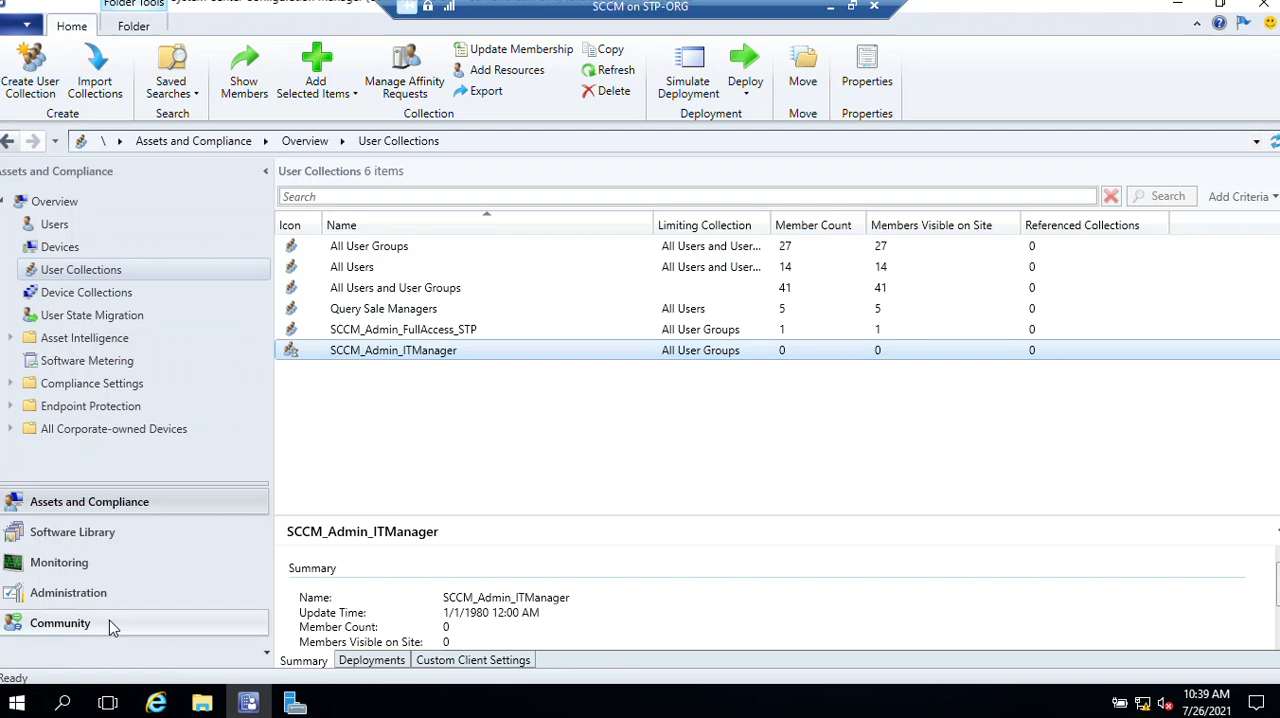 Folder Tools
SCCM on STP-ORG
Home
Folder
Create User
Collection
Import
Collections
Create
Saved
Searches
Search
Show
Members
Add
Selected Items
Manage Affinity
Requests
Update Membership
Add Resources
Export
Copy
Refresh
Delete
Collection
Simulate
Deployment
Deploy
Deployment
Move
Move
Properties
Properties
\ Assets and Compliance Overview User Collections
Assets and Compliance
Overview
Users
Devices
User Collections
Device Collections
User State Migration
Asset Intelligence
Software Metering
Compliance Settings
Endpoint Protection
All Corporate-owned Devices
Assets and Compliance
Software Library
Monitoring
Administration
Community
User Collections 6 items
Search
Search
Add Criteria
Icon Name Limiting Collection Member Count Members Visible on Site Referenced Collections
All User Groups All Users and User... 27 27 0
All Users All Users and User... 14 14 0
All Users and User Groups 41 41 0
Query Sale Managers All Users 5 5 0
SCCM_Admin_FullAccess_STP All User Groups 1 1 0
SCCM_Admin_ITManager All User Groups 0 0 0
SCCM_Admin_ITManager
Summary
Name: SCCM_Admin_ITManager
Update Time: 1/1/1980 12:00 AM
Member Count: 0
Members Visible on Site: 0
Summary Deployments Custom Client Settings
Ready
10:39 AM
7/26/2021